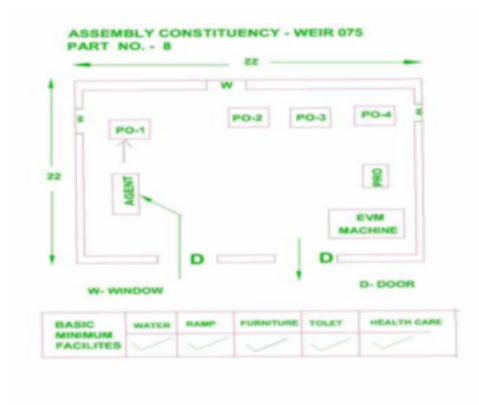 ASSEMBLY CONSTITUENCY - WEIR 075
PART NO. - 8
22
W
W
PO-1
PO-2
PO-3
PO-4
W
22
AGENT
PRO
EVM
MACHINE
D
D
W- WINDOW
D- DOOR
BASIC MINIMUM FACILITES
WATER
RAMP
FURNITURE
TOLET
HEALTH CARE